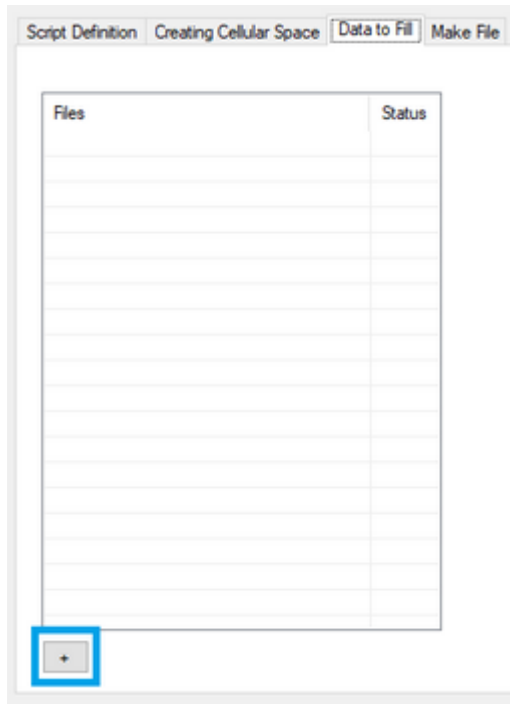 Script Definition Creating Cellular Space Data to Fill Make File
Files Status
+